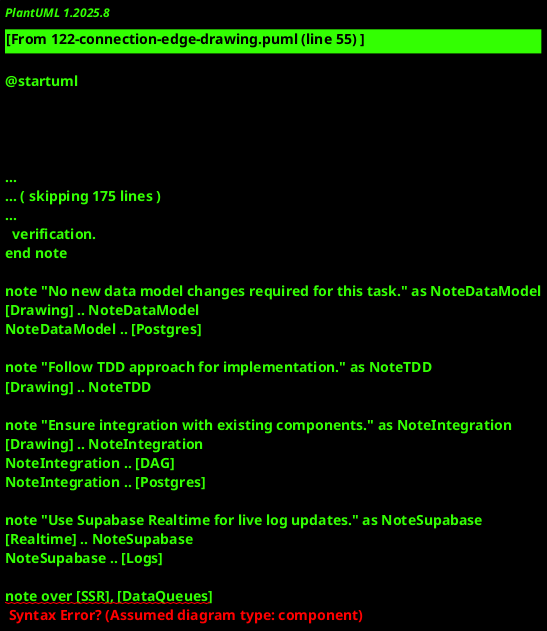 PlantUML 1.2025.8
[From 122-connection-edge-drawing.puml (line 55) ]
@startuml
...
... ( skipping 175 lines )
...
verification.
end note
note "No new data model changes required for this task." as NoteDataModel
[Drawing] .. NoteDataModel
NoteDataModel .. [Postgres]
note "Follow TDD approach for implementation." as NoteTDD
[Drawing] .. NoteTDD
note "Ensure integration with existing components." as NoteIntegration
[Drawing] .. NoteIntegration
NoteIntegration .. [DAG]
NoteIntegration .. [Postgres]
note "Use Supabase Realtime for live log updates." as NoteSupabase
[Realtime] .. NoteSupabase
NoteSupabase .. [Logs]
note over [SSR], [DataQueues]
Syntax Error? (Assumed diagram type: component)